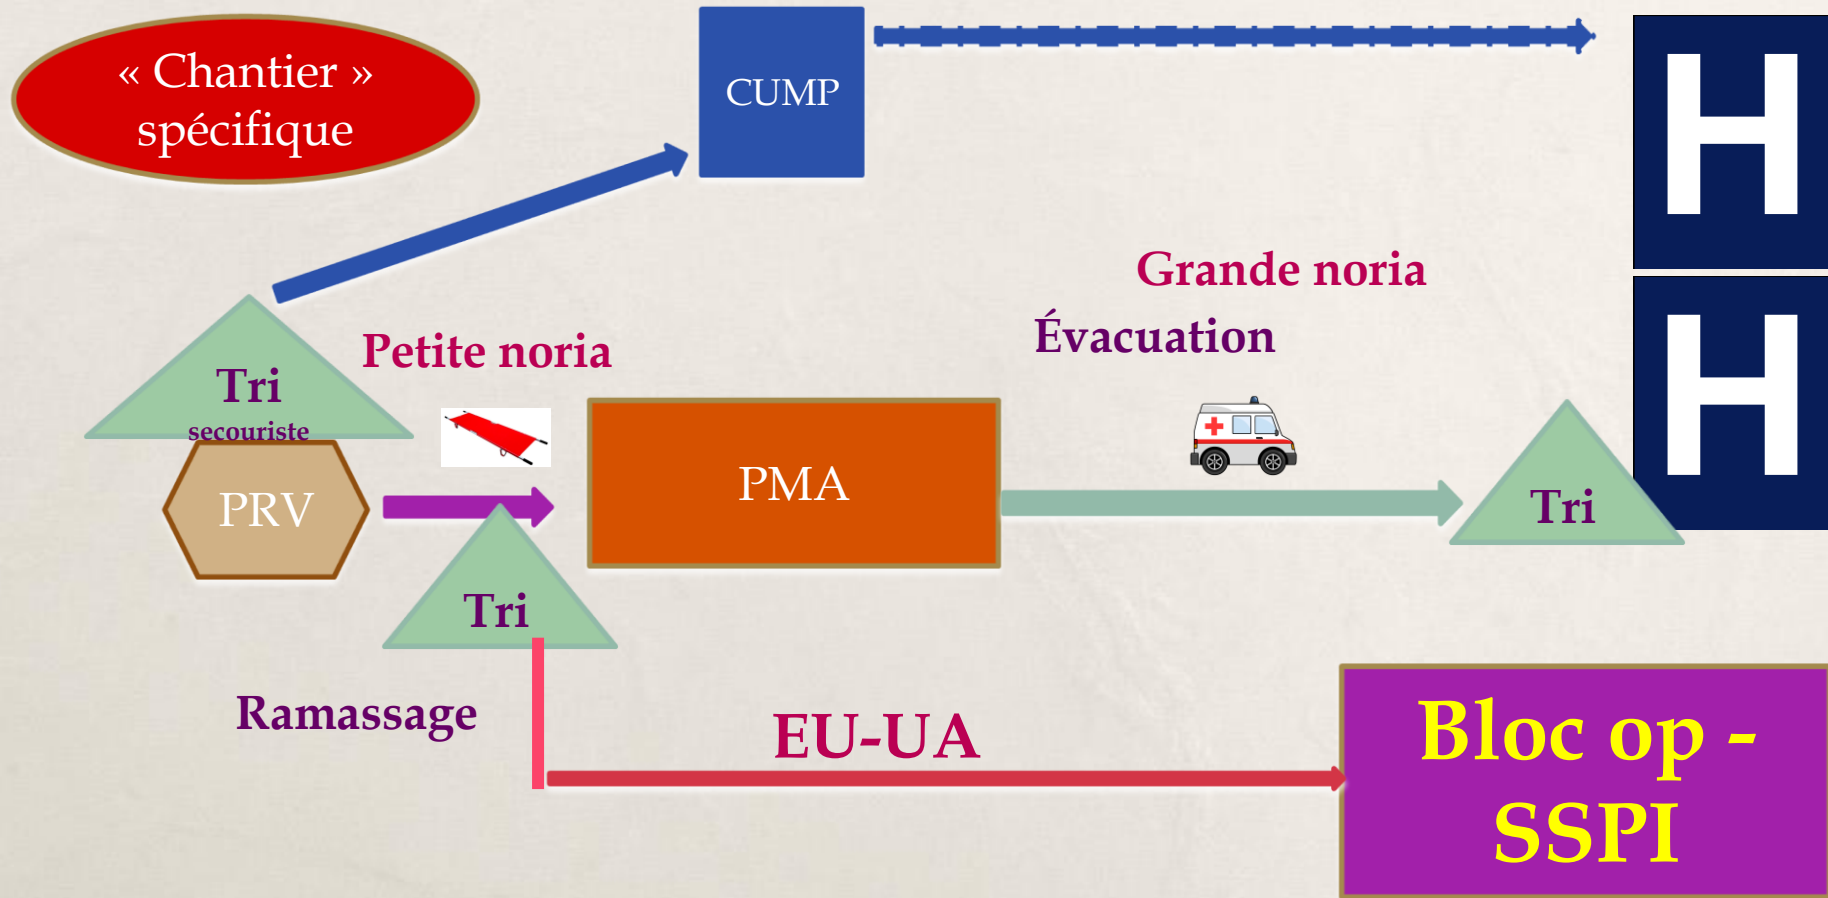 « Chantier »
spécifique
CUMP
H
Grande noria
Évacuation
Petite noria
Tri
secouriste
PRV
PMA
H
Tri
Tri
Ramassage
EU-UA
Bloc op -
SSPI